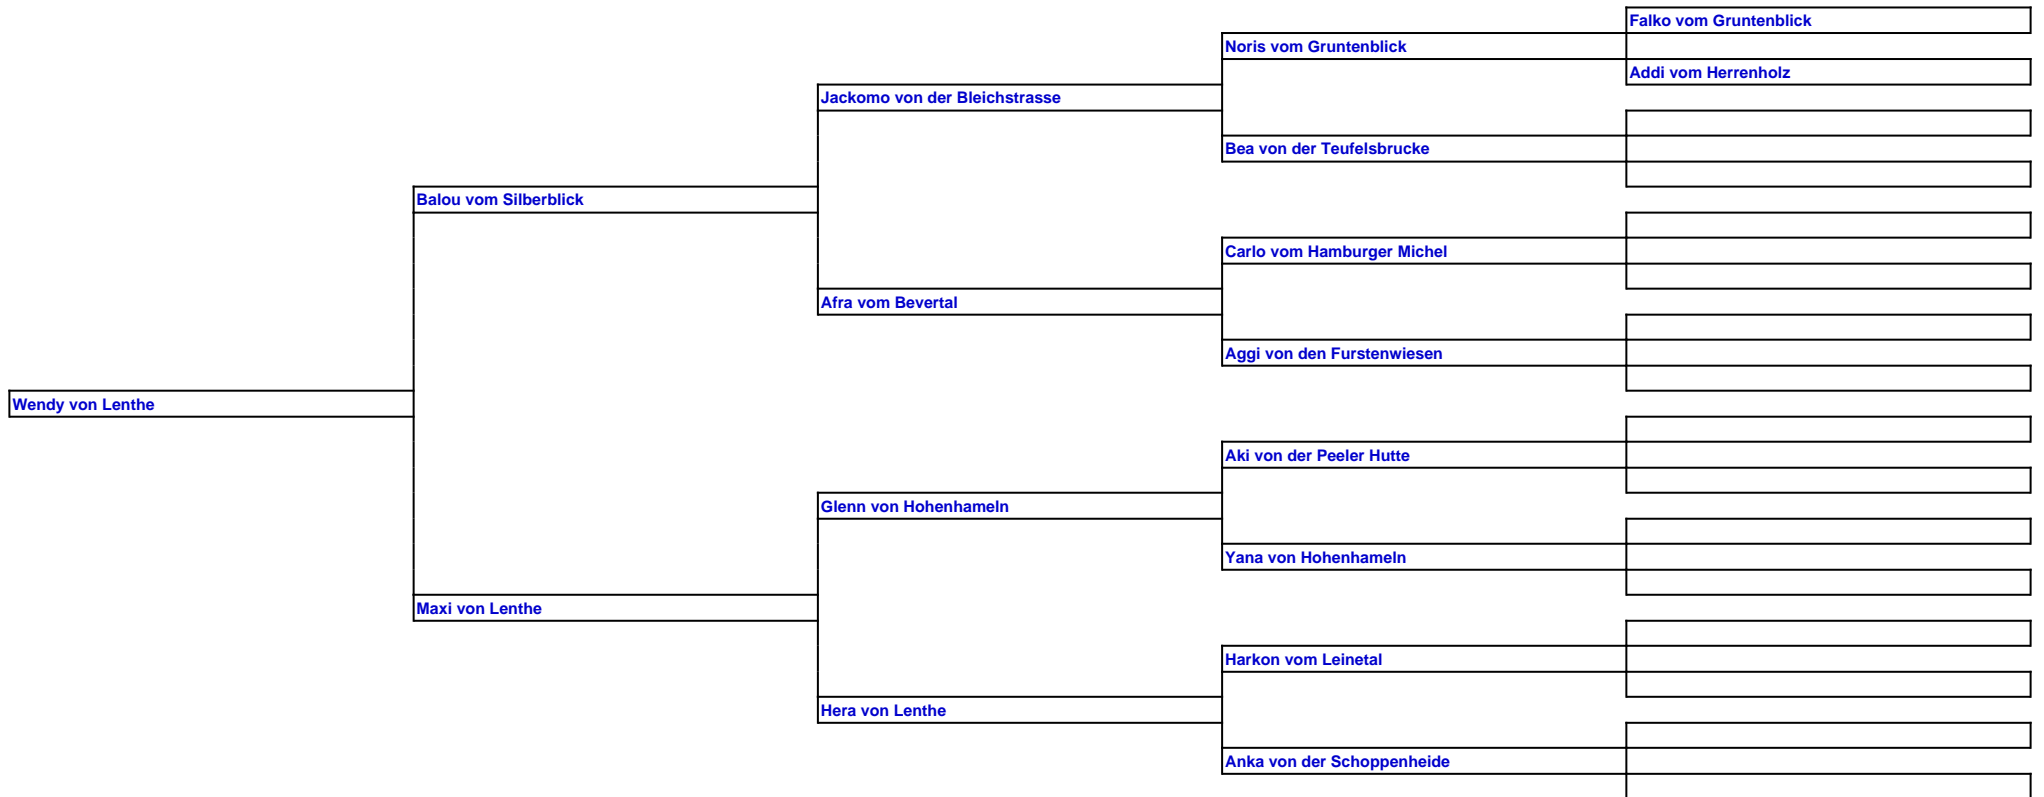 Falko vom Gruntenblick
Noris vom Gruntenblick
Addi vom Herrenholz
Jackomo von der Bleichstrasse
Bea von der Teufelsbrucke
Balou vom Silberblick
Carlo vom Hamburger Michel
Afra vom Bevertal
Aggi von den Furstenwiesen
Wendy von Lenthe
Aki von der Peeler Hutte
Glenn von Hohenhameln
Yana von Hohenhameln
Maxi von Lenthe
Harkon vom Leinetal
Hera von Lenthe
Anka von der Schoppenheide